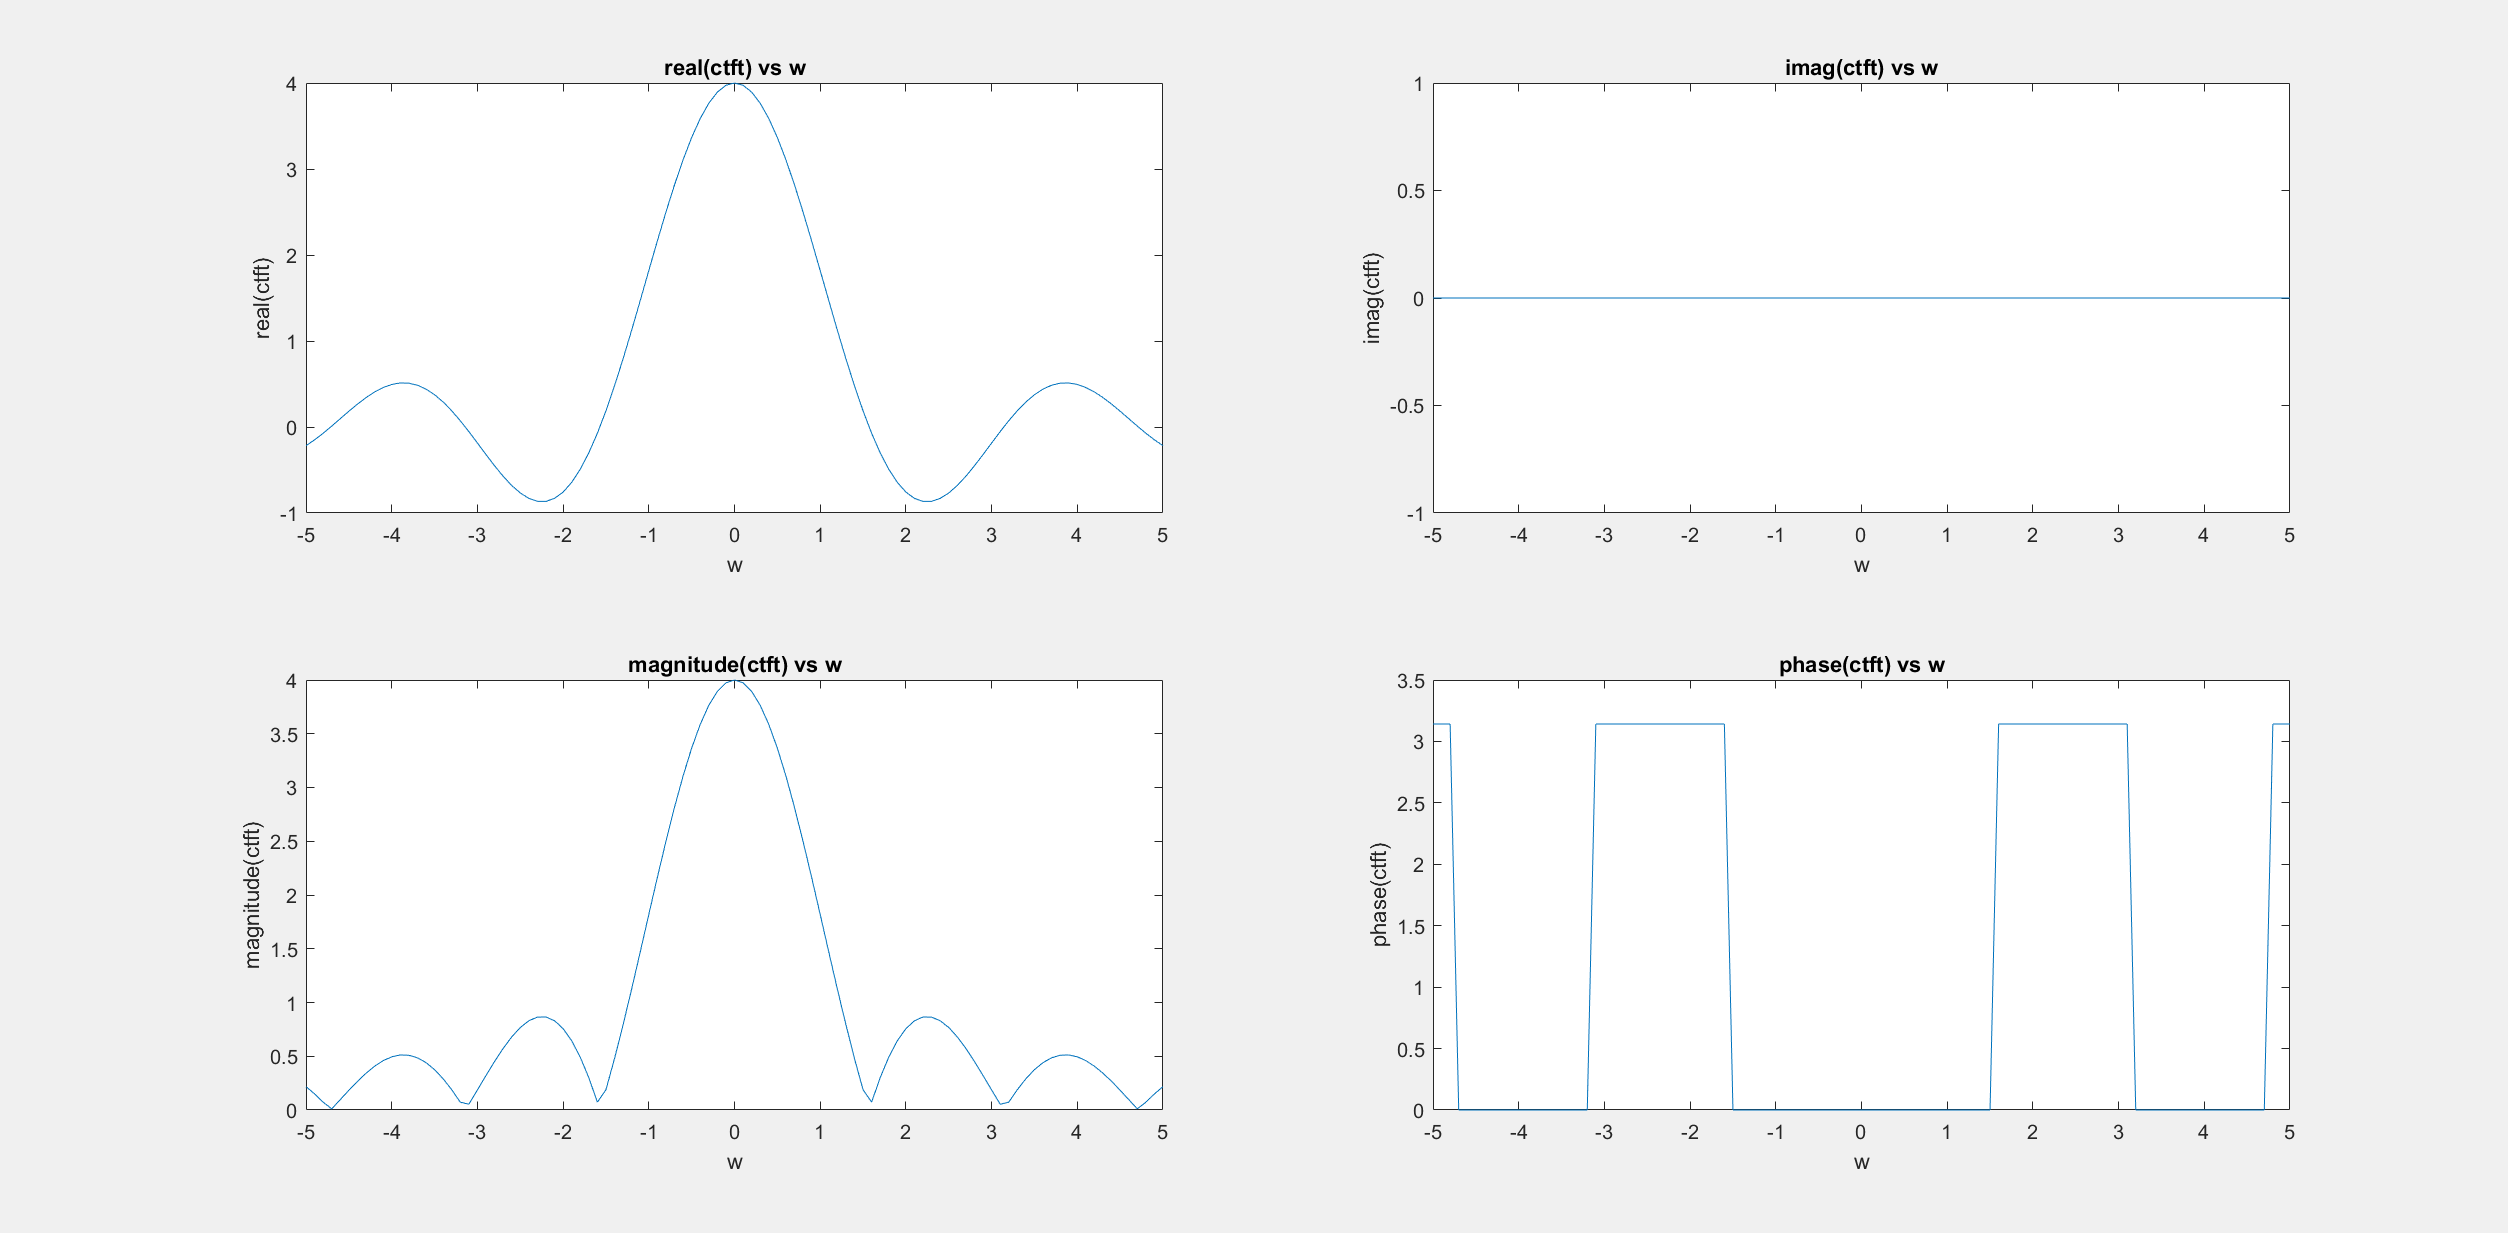 real(ctft) vs w
4
3
2
1
0
-1
real(ctft)
-5 -4 -3 -2 -1 0 1 2 3 4 5
w
imag(ctft) vs w
1
0.5
0
-0.5
-1
imag(ctft)
-5 -4 -3 -2 -1 0 1 2 3 4 5
w
magnitude(ctft) vs w
4
3.5
3
2.5
2
1.5
1
0.5
0
magnitude(ctft)
-5 -4 -3 -2 -1 0 1 2 3 4 5
w
phase(ctft) vs w
3.5
3
2.5
2
1.5
1
0.5
0
phase(ctft)
-5 -4 -3 -2 -1 0 1 2 3 4 5
w